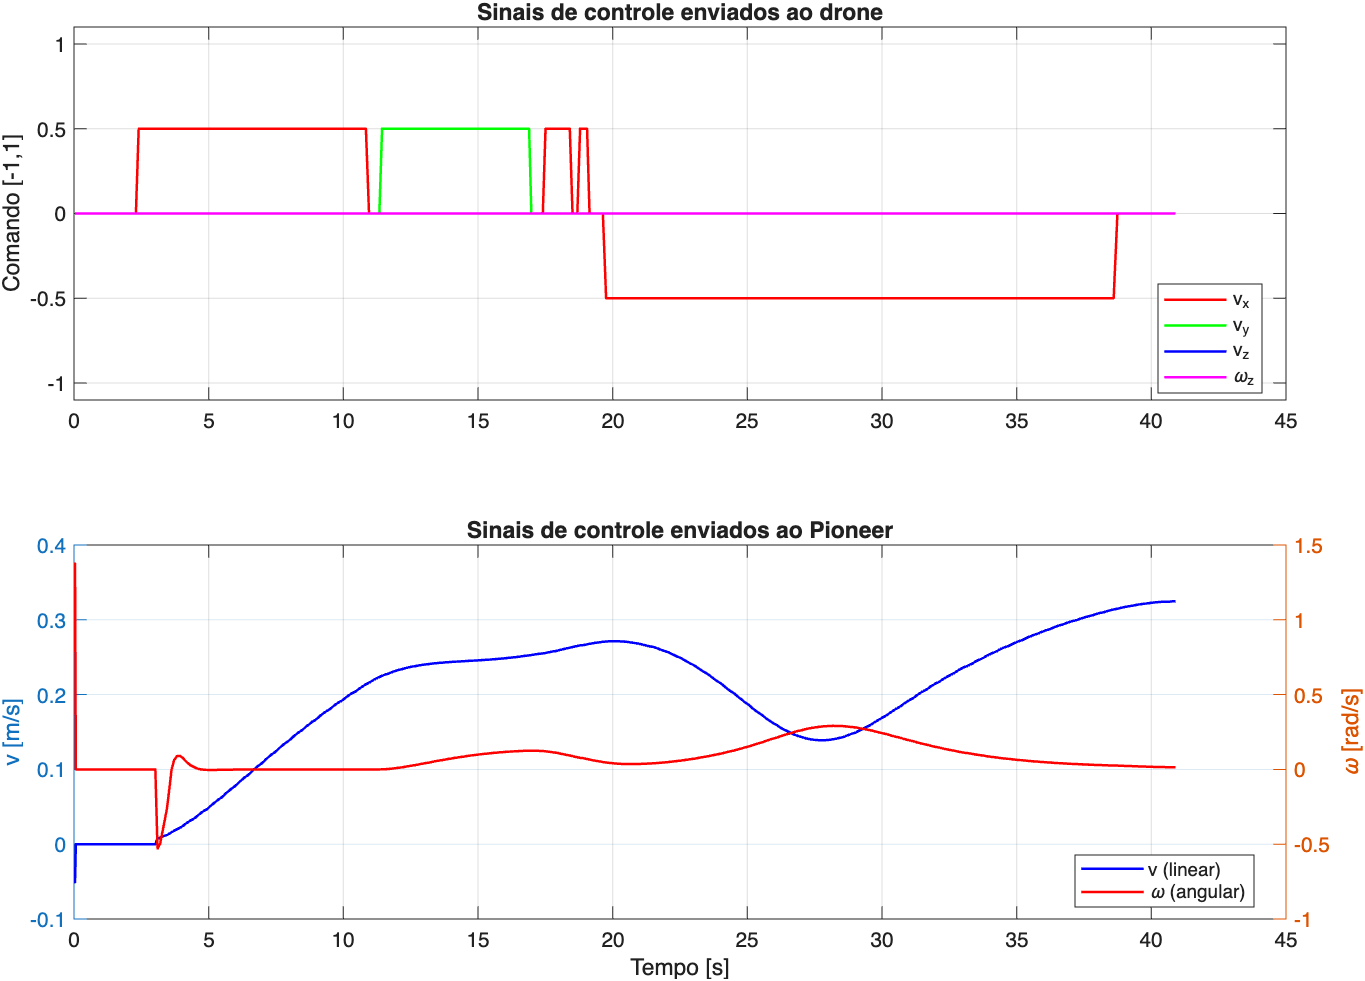 Sinais de controle enviados ao drone
Comando [-1,1]
1
0.5
0
-0.5
-1
0 5 10 15 20 25 30 35 40 45
vx
vy
vz
ωz
Sinais de controle enviados ao Pioneer
v [m/s]
0.4
0.3
0.2
0.1
0
-0.1
1.5
1
0.5
0
-0.5
-1
ω [rad/s]
v (linear)
ω (angular)
0 5 10 15 20 25 30 35 40 45
Tempo [s]